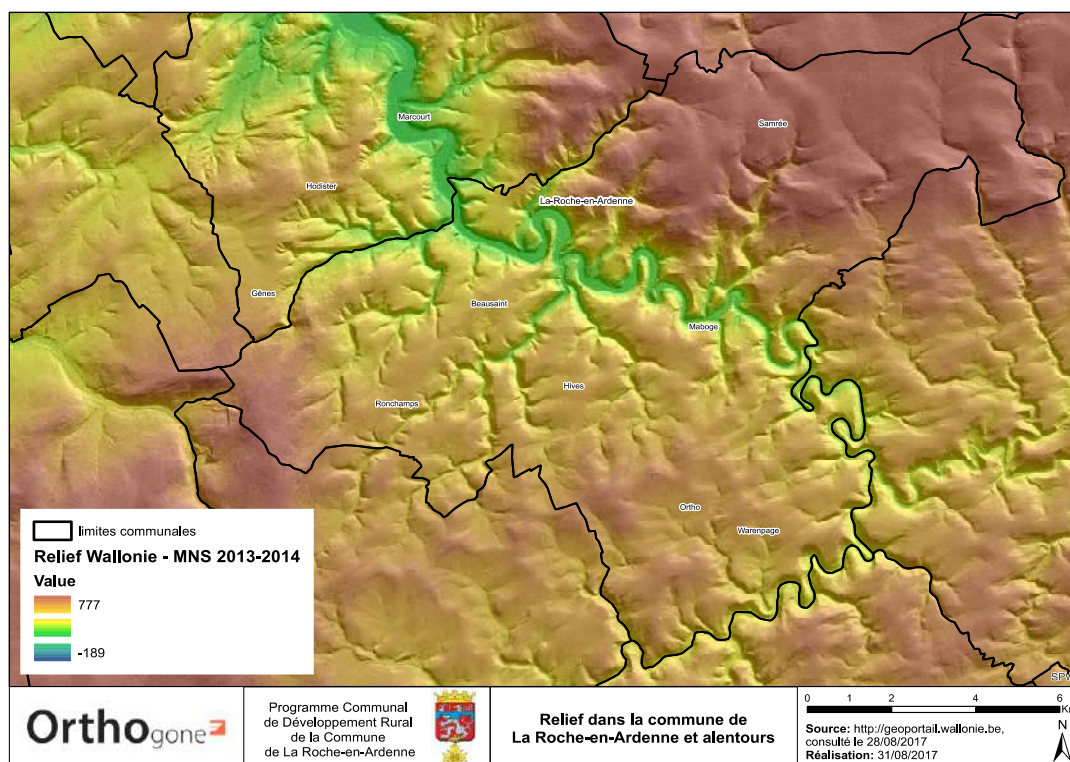 Marcourt
Samrée
Hodister
La-Roche-en-Ardenne
Gênes
Beausaint
Maboge
Hives
Ronchamps
Ortho
Warenpage
limites communales
Relief Wallonie - MNS 2013-2014
Value
777
-189
SPW
Orthogone
Programme Communal
de Développement Rural
de la Commune
de La Roche-en-Ardenne
Relief dans la commune de
La Roche-en-Ardenne et alentours
0 1 6 4 6
Km
Source: http://geoportail.wallonie.be,
consulté le 28/08/2017
Réalisation: 31/08/2017
N